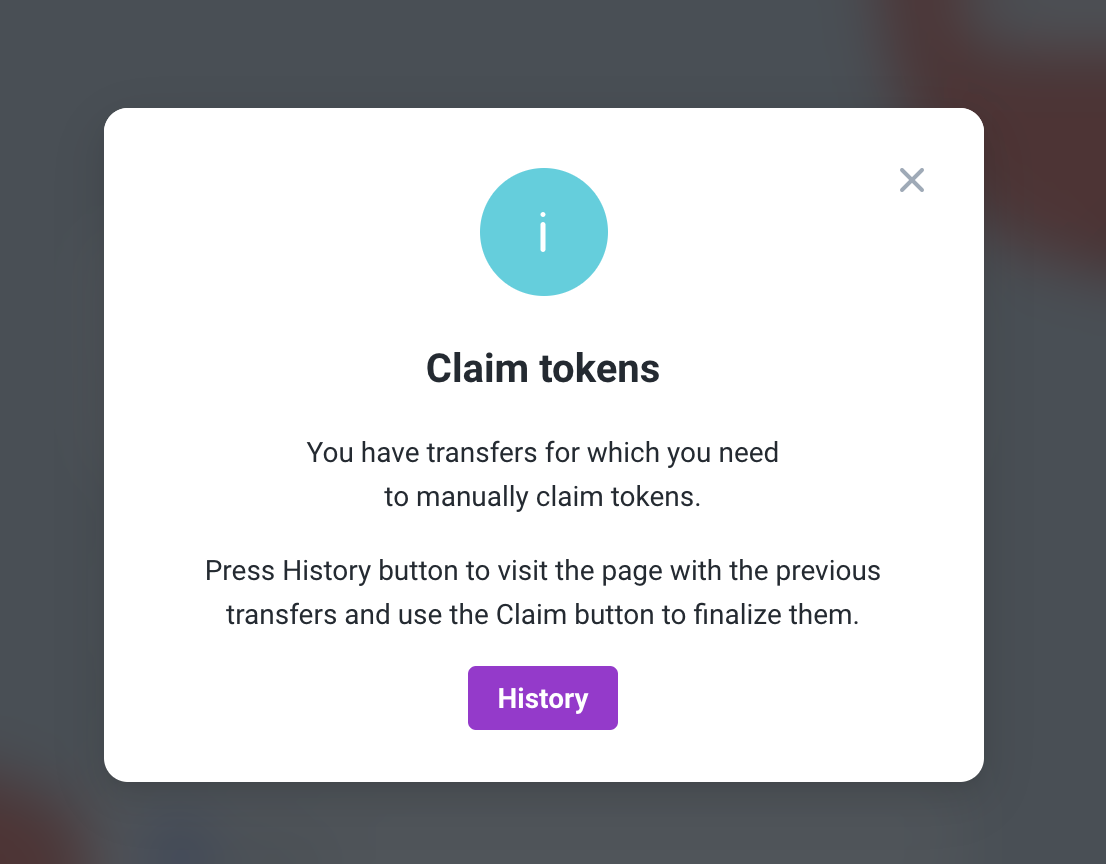 Claim tokens
You have transfers for which you need
to manually claim tokens.
Press History button to visit the page with the previous
transfers and use the Claim button to finalize them.
History